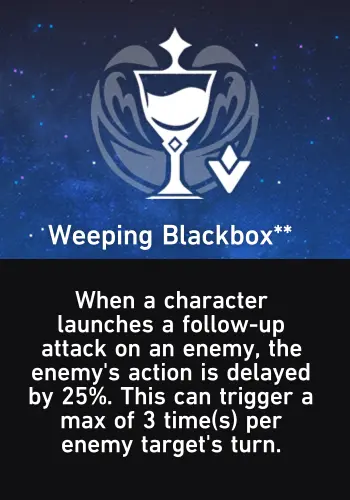 Weeping Blackbox**
When a character
launches a follow-up
attack on an enemy, the
enemy's action is delayed
by 25%. This can trigger a
max of 3 time(s) per
enemy target's turn.